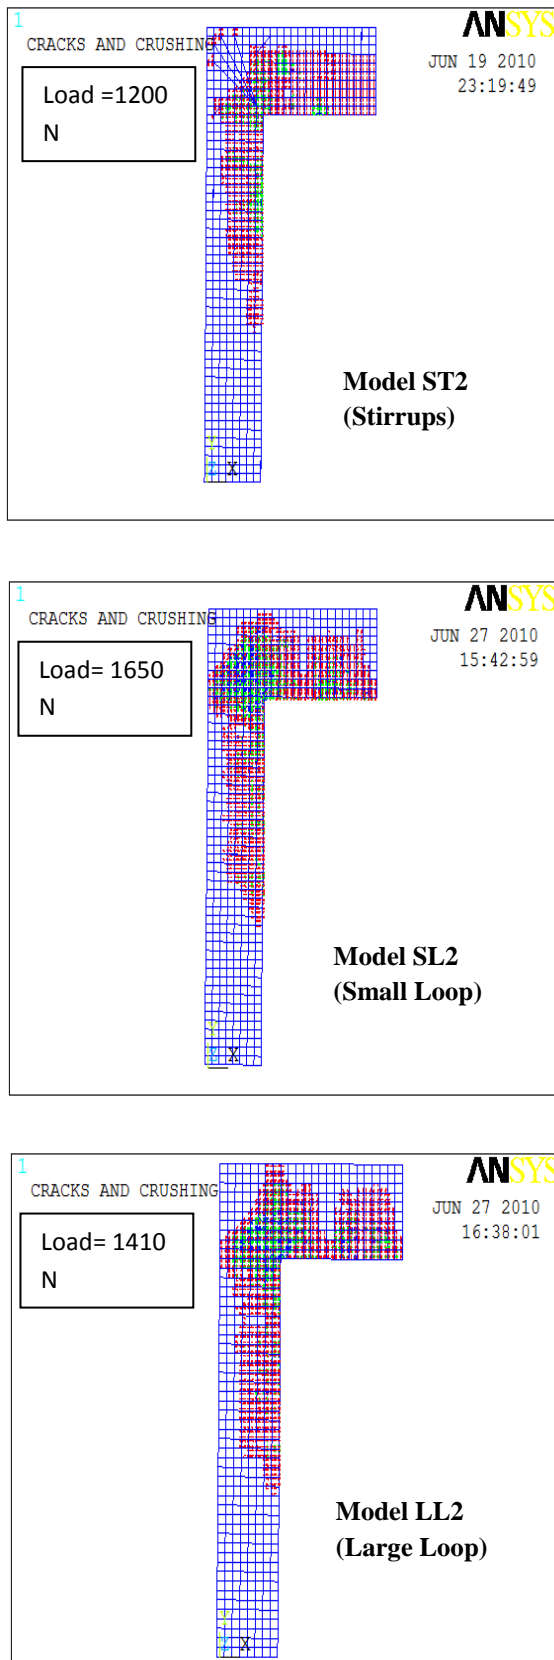 1
ANSYS
CRACKS AND CRUSHING
JUN 19 2010
23:19:49
Load =1200
N
Model ST2
(Stirrups)
Y
Z X
1
ANSYS
CRACKS AND CRUSHING
JUN 27 2010
15:42:59
Load= 1650
N
Model SL2
(Small Loop)
Y
Z X
1
ANSYS
CRACKS AND CRUSHING
JUN 27 2010
16:38:01
Load= 1410
N
Model LL2
(Large Loop)
Y
Z X